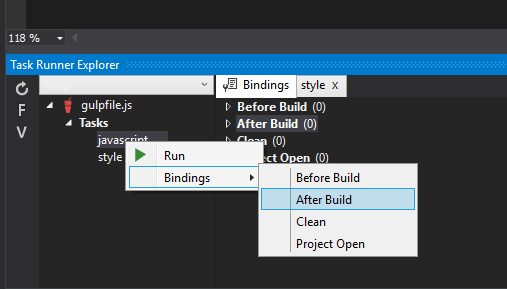 118 %
Task Runner Explorer
Bindings
style x
gulpfile.js
F
Before Build (0)
V
Tasks
After Build (0)
javascript
Clean (0)
style
Run
ect Open (0)
Bindings
Before Build
After Build
Clean
Project Open